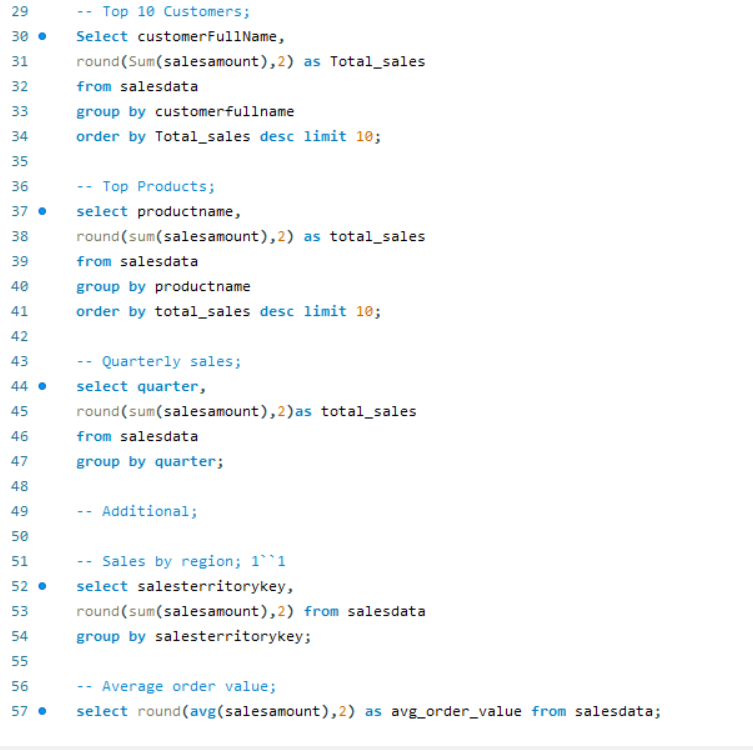 29 -- Top 10 Customers;
30 Select customerFullName,
31 round(Sum(salesamount),2) as Total_sales
32 from salesdata
33 group by customerfullname
34 order by Total_sales desc limit 10;
35
36 -- Top Products;
37 select productname,
38 round(sum(salesamount),2) as total_sales
39 from salesdata
40 group by productname
41 order by total_sales desc limit 10;
42
43 -- Quarterly sales;
44 select quarter,
45 round(sum(salesamount),2)as total_sales
46 from salesdata
47 group by quarter;
48
49 -- Additional;
50
51 -- Sales by region; 1``1
52 select salesterritorykey,
53 round(sum(salesamount),2) from salesdata
54 group by salesterritorykey;
55
56 -- Average order value;
57 select round(avg(salesamount),2) as avg_order_value from salesdata;